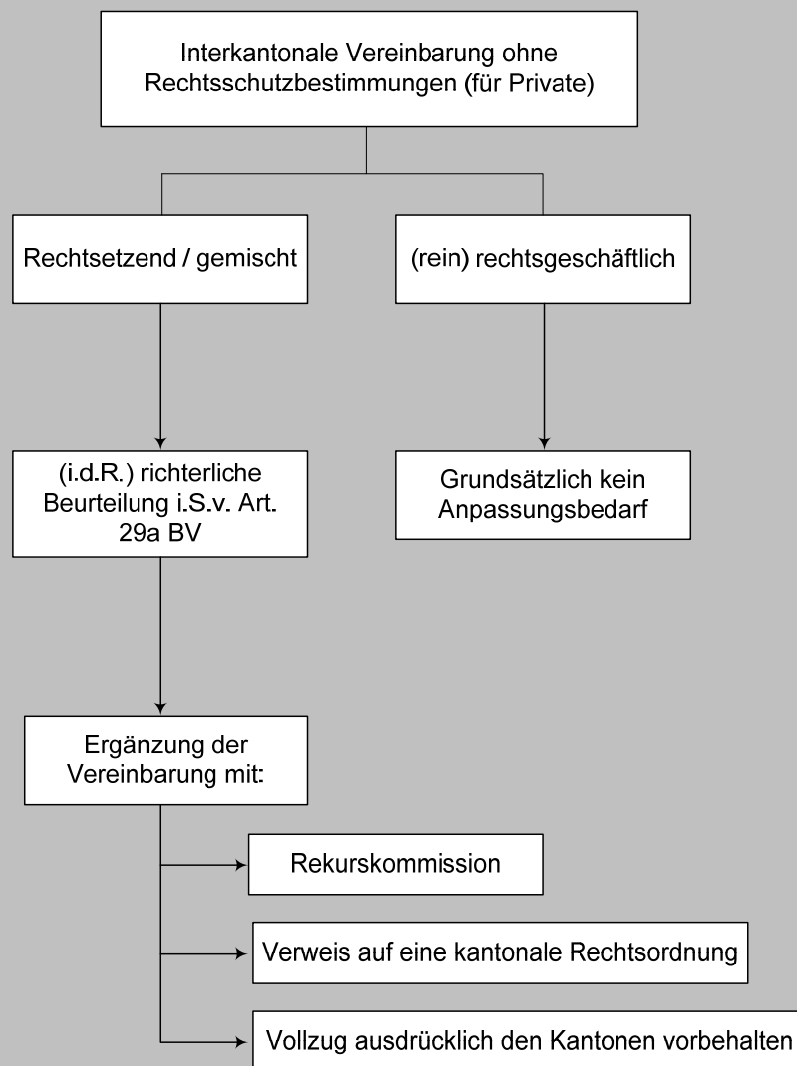 Interkantonale Vereinbarung ohne
Rechtsschutzbestimmungen (für Private)
Rechtsetzend / gemischt
(rein) rechtsgeschäftlich
(i.d.R.) richterliche
Beurteilung i.S.v. Art.
29a BV
Grundsätzlich kein
Anpassungsbedarf
Ergänzung der
Vereinbarung mit:
Rekurskommission
Verweis auf eine kantonale Rechtsordnung
Vollzug ausdrücklich den Kantonen vorbehalten